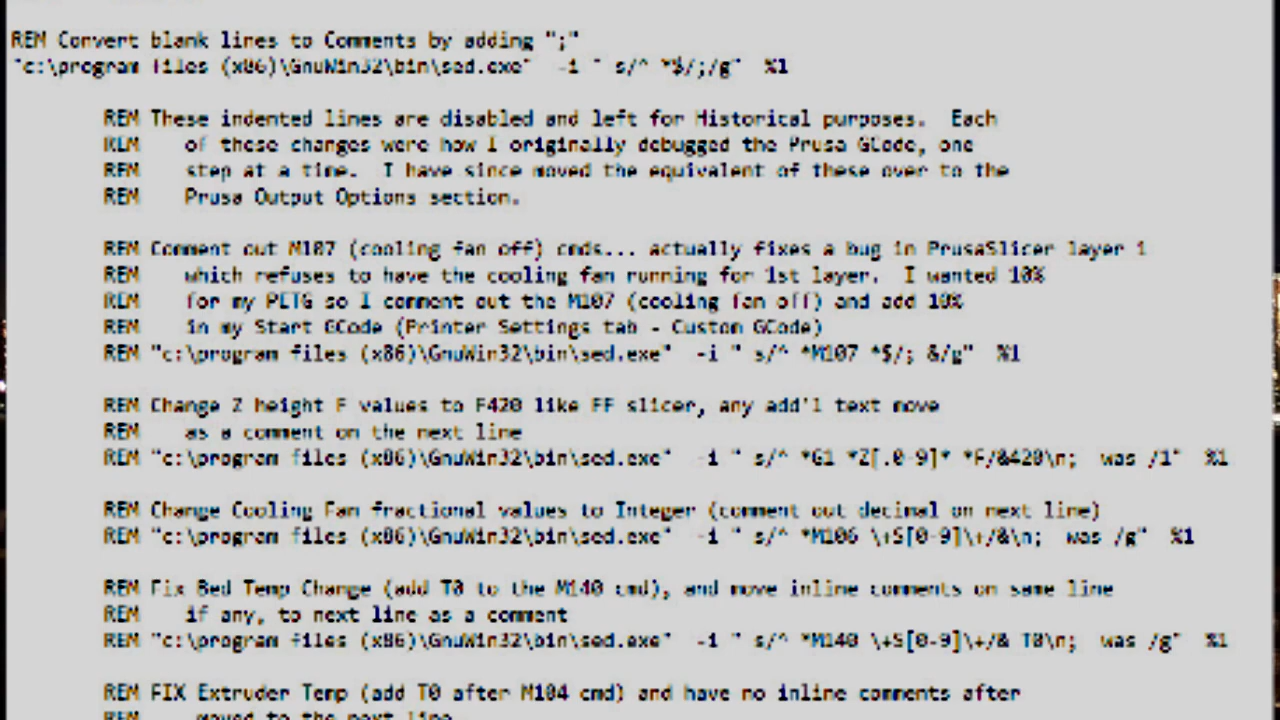 REM Convert blank lines to Comments by adding ";"
"c:\program files (x86)\GnuWin32\bin\sed.exe"  -i " s/^ *$/;/g"  %1
REM These indented lines are disabled and left for Historical purposes.  Each
REM    of these changes were how I originally debugged the Prusa GCode, one
REM    step at a time.  I have since moved the equivalent of these over to the
REM    Prusa Output Options section.
REM Comment out M107 (cooling fan off) cmds... actually fixes a bug in PrusaSlicer layer 1
REM    which refuses to have the cooling fan running for 1st layer.  I wanted 10%
REM    for my PETG so I comment out the M107 (cooling fan off) and add 10%
REM    in my Start GCode (Printer Settings tab - Custom GCode)
REM "c:\program files (x86)\GnuWin32\bin\sed.exe"  -i " s/^ *M107 *$/; &/g"  %1
REM Change Z height F values to F420 like FF slicer, any add'l text move
REM    as a comment on the next line
REM "c:\program files (x86)\GnuWin32\bin\sed.exe"  -i " s/^ *G1 *Z[.0-9]* *F/&420\n;  was /1"  %1
REM Change Cooling Fan fractional values to Integer (comment out decimal on next line)
REM "c:\program files (x86)\GnuWin32\bin\sed.exe"  -i " s/^ *M106 \+S[0-9]\+/&\n;  was /g"  %1
REM Fix Bed Temp Change (add T0 to the M140 cmd), and move inline comments on same line
REM    if any, to next line as a comment
REM "c:\program files (x86)\GnuWin32\bin\sed.exe"  -i " s/^ *M140 \+S[0-9]\+/& T0\n;  was /g"  %1
REM FIX Extruder Temp (add T0 after M104 cmd) and have no inline comments after
REM    moved to the next line